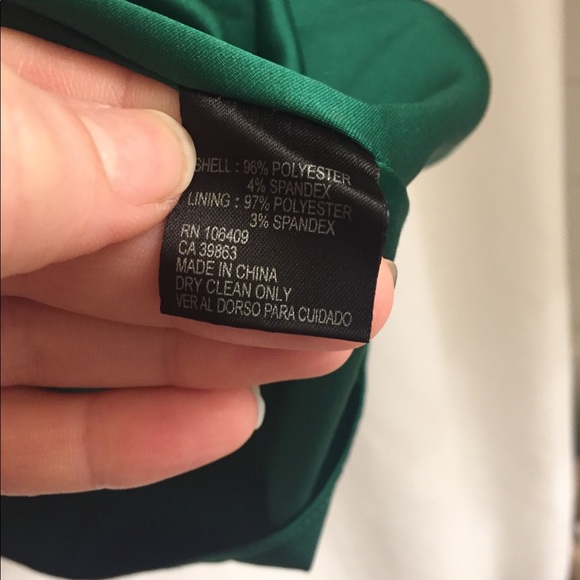 SHELL : 96% POLYESTER
4% SPANDEX
LINING : 97% POLYESTER
3% SPANDEX
RN 106409
CA 39863
MADE IN CHINA
DRY CLEAN ONLY
VER AL DORSO PARA CUIDADO